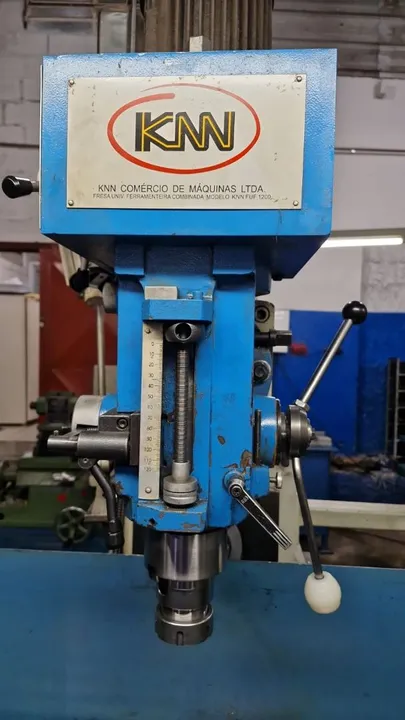 KNN
KNN COMÉRCIO DE MÁQUINAS LTDA.
FRESA UNIV. FERRAMENTEIRA COMBINADA MODELO KNN FUF 1200